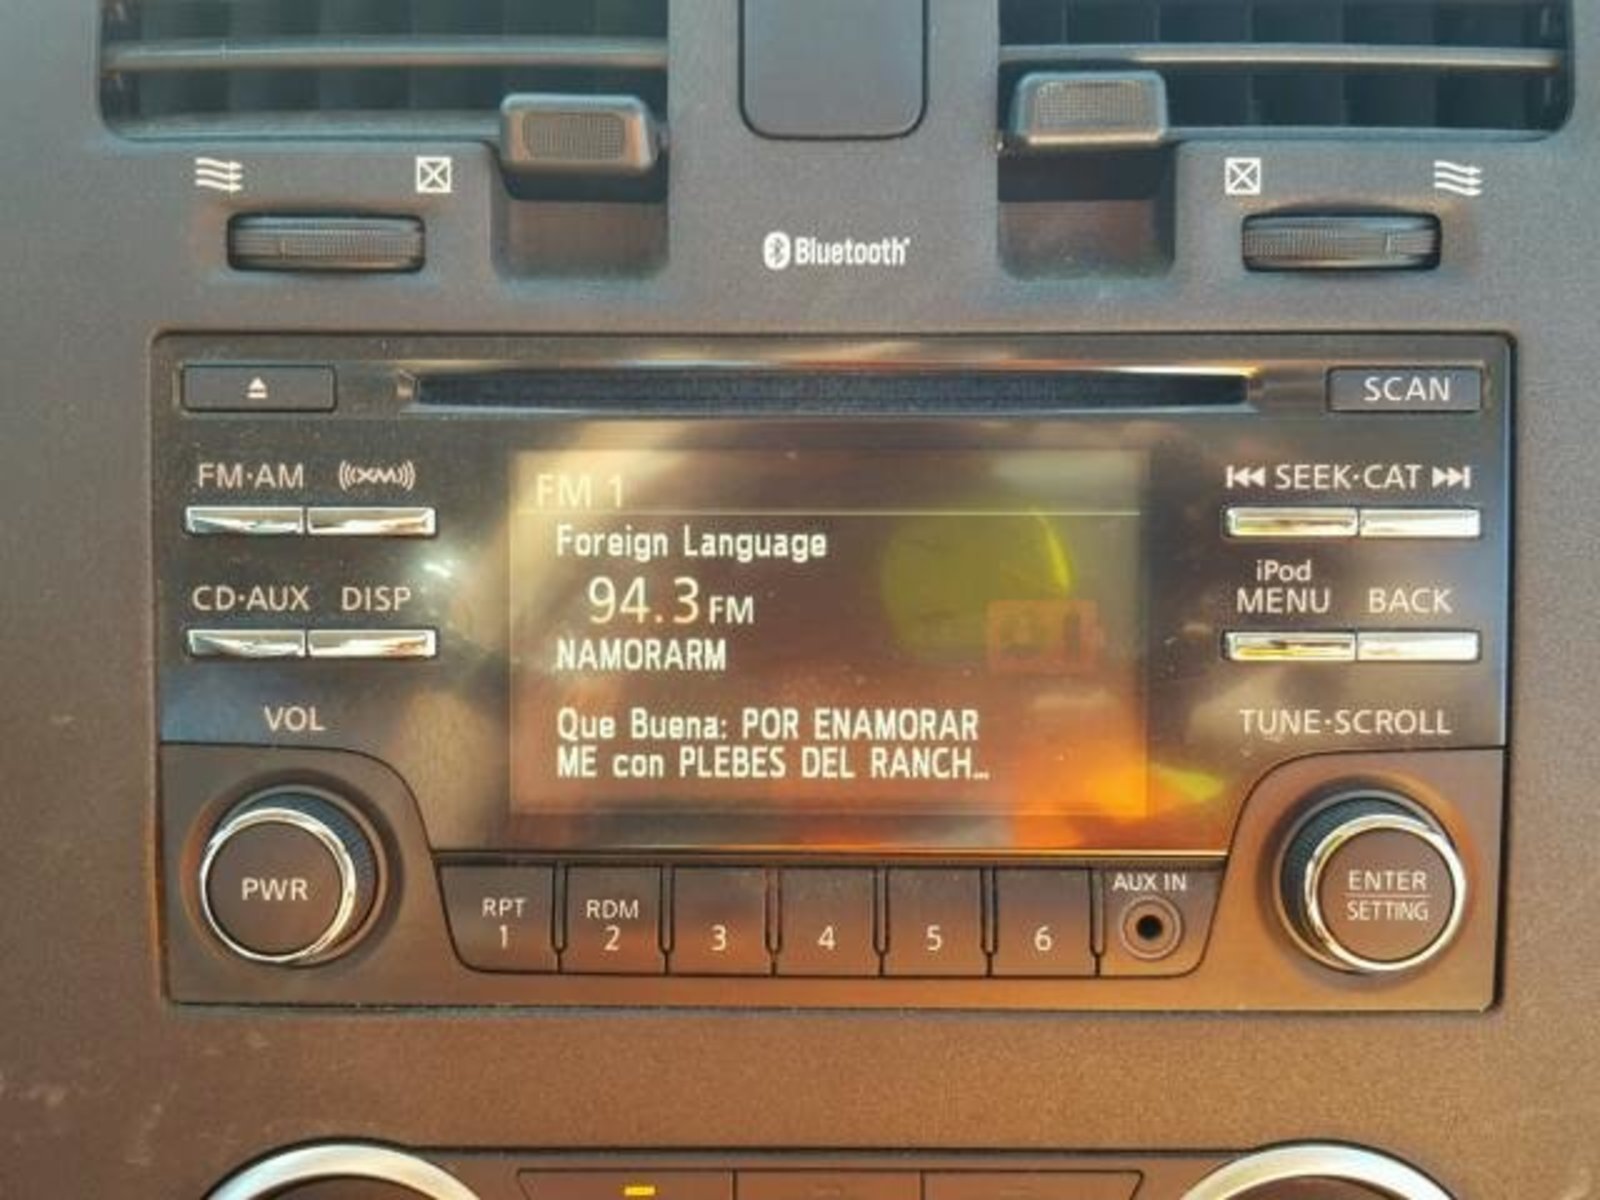 Bluetooth
SCAN
FM·AM
((XM))
SEEK·CAT
FM 1
Foreign Language
94.3 FM
NAMORARM
Que Buena: POR ENAMORAR
ME con PLEBES DEL RANCH…
CD·AUX
DISP
iPod
MENU
BACK
VOL
TUNE·SCROLL
PWR
RPT
1
RDM
2
3
4
5
6
AUX IN
ENTER
SETTING